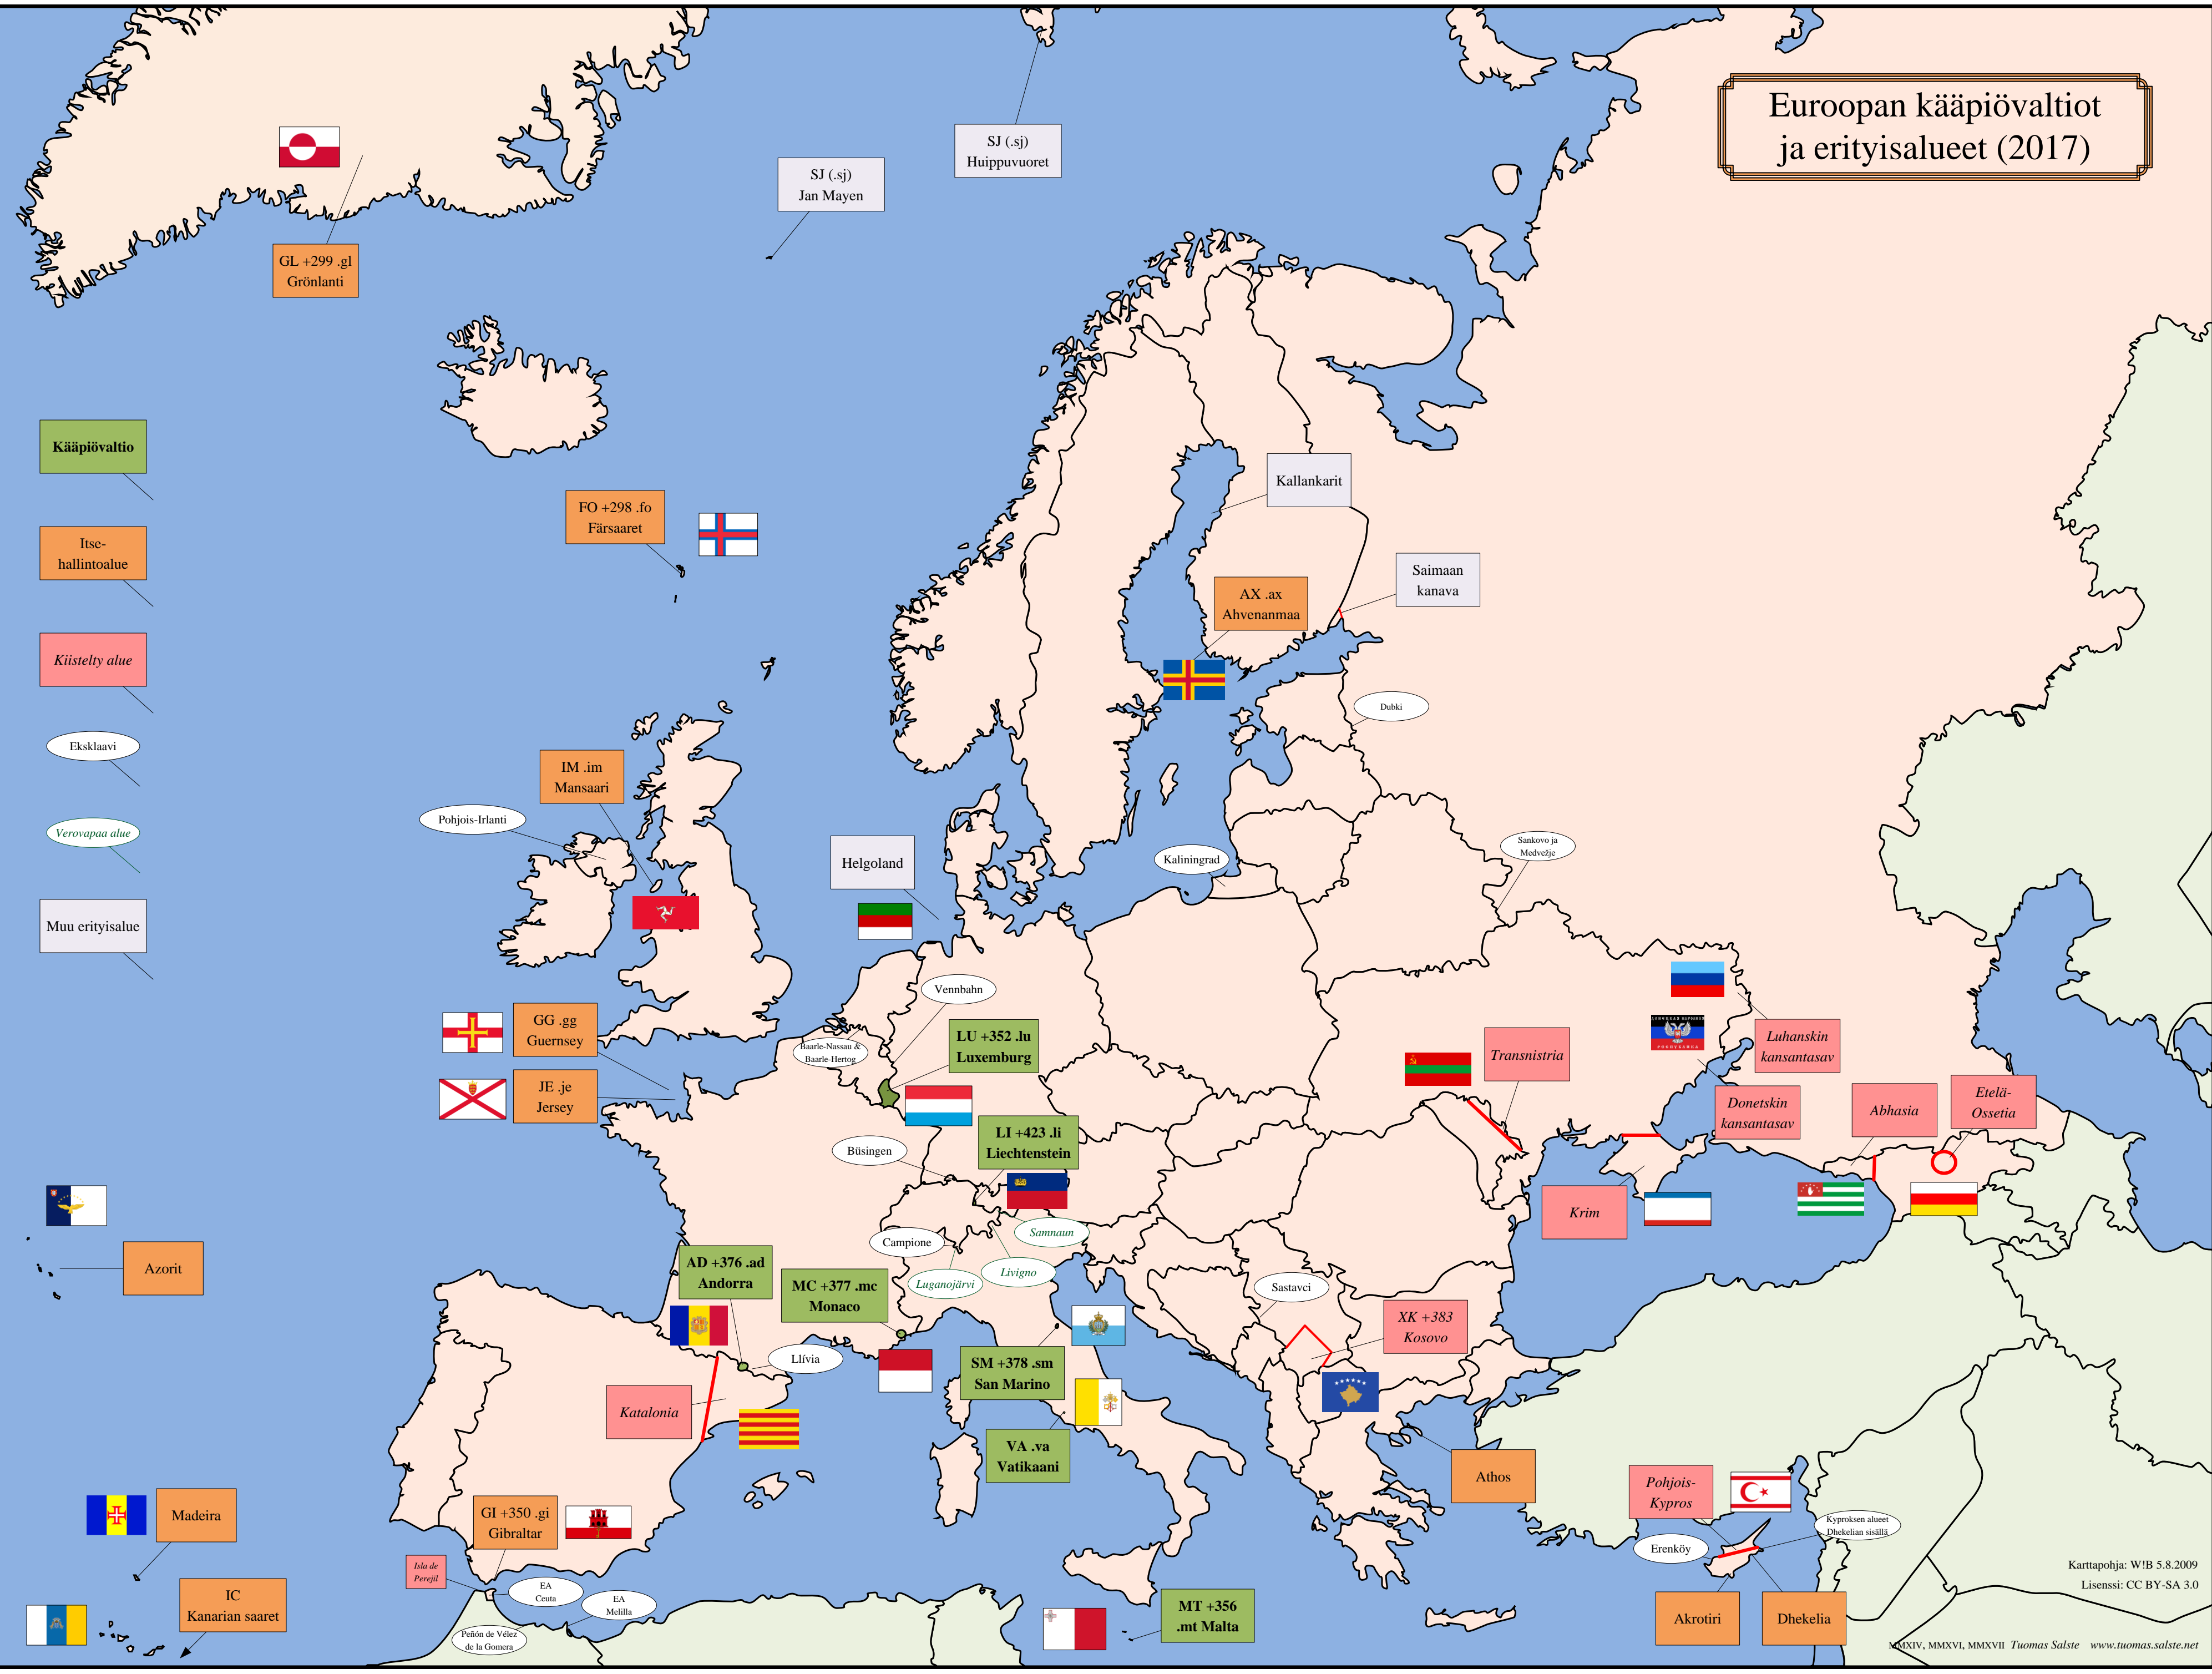 Euroopan kääpiövaltiot
ja erityisalueet (2017)
SJ (.sj)
Huippuvuoret
SJ (.sj)
Jan Mayen
GL +299 .gl
Grönlanti
Kääpiövaltio
Itse-
hallintoalue
Kiistelty alue
Eksklaavi
Verovapaa alue
Muu erityisalue
Kallankarit
FO +298 .fo
Färsaaret
Saimaan
kanava
AX .ax
Ahvenanmaa
Dubki
IM .im
Mansaari
Pohjois-Irlanti
Helgoland
Kaliningrad
Sankovo ja
Medvežje
Vennbahn
GG .gg
Guernsey
Baarle-Nassau &
Baarle-Hertog
LU +352 .lu
Luxemburg
JE .je
Jersey
Transnistria
Luhanskin
kansantasav
Donetskin
kansantasav
Abhasia
Etelä-
Ossetia
Büsingen
LI +423 .li
Liechtenstein
Krim
Samnaun
Campione
Luganojärvi
Livigno
Azorit
AD +376 .ad
Andorra
MC +377 .mc
Monaco
Sastavci
XK +383
Kosovo
Llívia
SM +378 .sm
San Marino
Katalonia
VA .va
Vatikaani
Athos
Pohjois-
Kypros
Madeira
GI +350 .gi
Gibraltar
Kyproksen alueet
Dhekelian sisällä
Erenköy
Isla de
Perejil
EA
Ceuta
EA
Melilla
IC
Kanarian saaret
Peñón de Vélez
de la Gomera
MT +356
.mt Malta
Akrotiri
Dhekelia
Karttapohja: W!B 5.8.2009
Lisenssi: CC BY-SA 3.0
MMXIV, MMXVI, MMXVII Tuomas Salste www.tuomas.salste.net